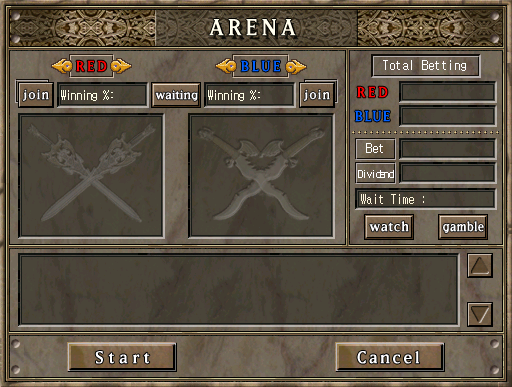 ARENA
RED BLUE
join Winning %: waiting Winning %: join
Total Betting
RED
BLUE
Bet
Dividend
Wait Time :
watch gamble
Start Cancel